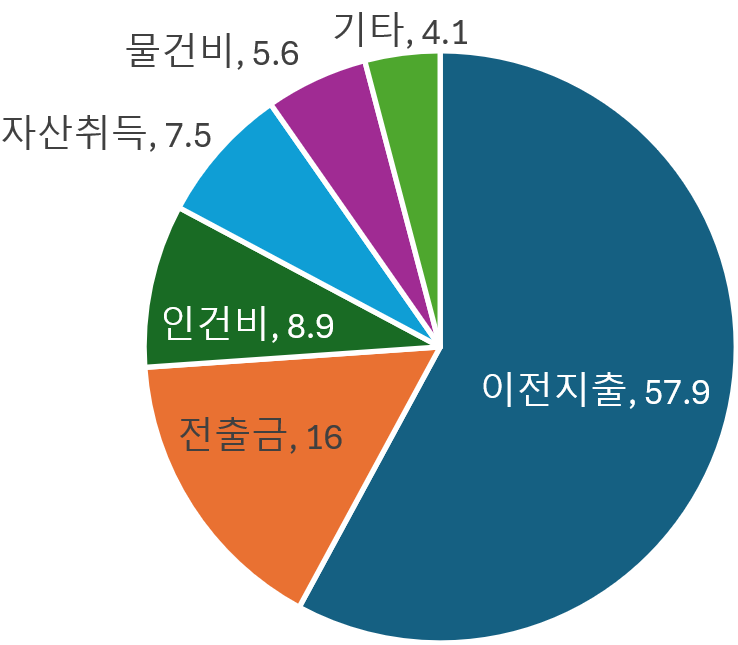 기타, 4.1
물건비, 5.6
자산취득, 7.5
인건비, 8.9
이전지출, 57.9
전출금, 16